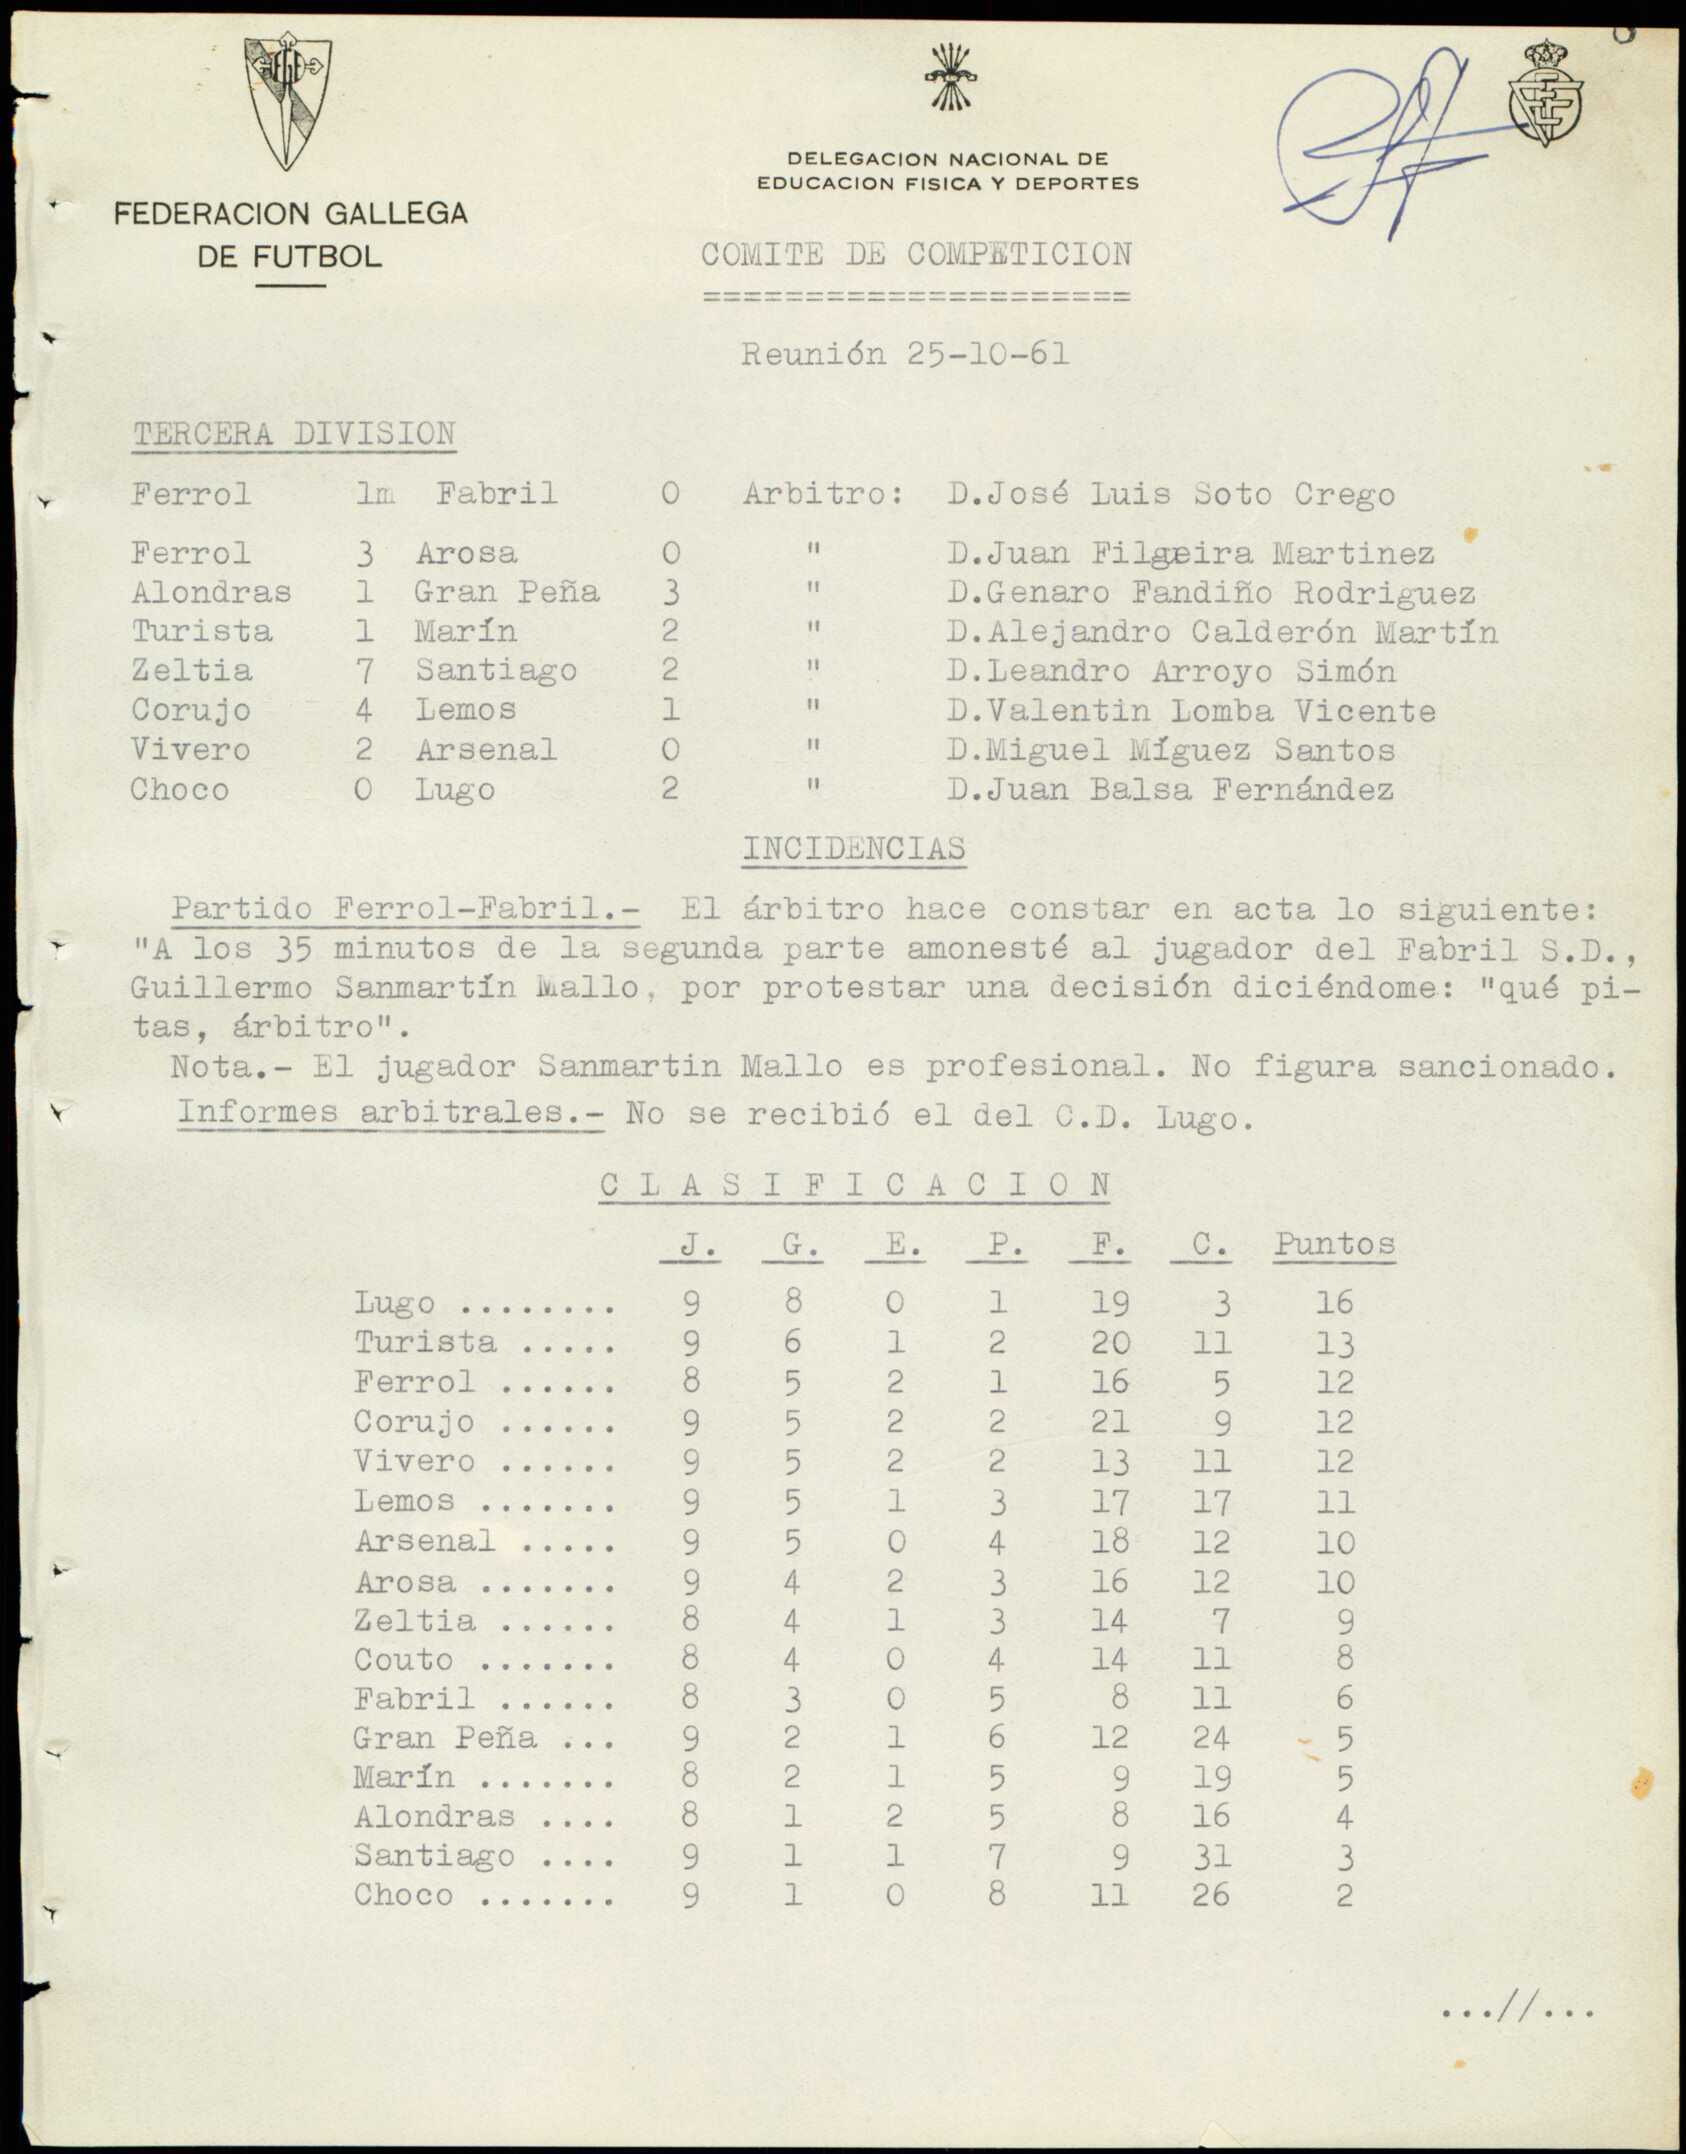 FEDERACION GALLEGA
DE FUTBOL
DELEGACION NACIONAL DE
EDUCACION FISICA Y DEPORTES
COMITE DE COMPETICION
=====================
Reunión 25-10-61
TERCERA DIVISION
Ferrol 1m Fabril 0 Arbitro: D.José Luis Soto Crego
Ferrol 3 Arosa 0 " D.Juan Filgeira Martinez
Alondras 1 Gran Peña 3 " D.Genaro Fandiño Rodriguez
Turista 1 Marín 2 " D.Alejandro Calderón Martín
Zeltia 7 Santiago 2 " D.Leandro Arroyo Simón
Corujo 4 Lemos 1 " D.Valentin Lomba Vicente
Vivero 2 Arsenal 0 " D.Miguel Míguez Santos
Choco 0 Lugo 2 " D.Juan Balsa Fernández
INCIDENCIAS
Partido Ferrol-Fabril.- El árbitro hace constar en acta lo siguiente:
"A los 35 minutos de la segunda parte amonesté al jugador del Fabril S.D.,
Guillermo Sanmartín Mallo, por protestar una decisión diciéndome: "qué pi-
tas, árbitro".
Nota.- El jugador Sanmartin Mallo es profesional. No figura sancionado.
Informes arbitrales.- No se recibió el del C.D. Lugo.
C L A S I F I C A C I O N
J. G. E. P. F. C. Puntos
Lugo ........ 9 8 0 1 19 3 16
Turista ..... 9 6 1 2 20 11 13
Ferrol ...... 8 5 2 1 16 5 12
Corujo ...... 9 5 2 2 21 9 12
Vivero ...... 9 5 2 2 13 11 12
Lemos ....... 9 5 1 3 17 17 11
Arsenal ..... 9 5 0 4 18 12 10
Arosa ....... 9 4 2 3 16 12 10
Zeltia ...... 8 4 1 3 14 7 9
Couto ....... 8 4 0 4 14 11 8
Fabril ...... 8 3 0 5 8 11 6
Gran Peña ... 9 2 1 6 12 24 5
Marín ....... 8 2 1 5 9 19 5
Alondras .... 8 1 2 5 8 16 4
Santiago .... 9 1 1 7 9 31 3
Choco ....... 9 1 0 8 11 26 2
...//...